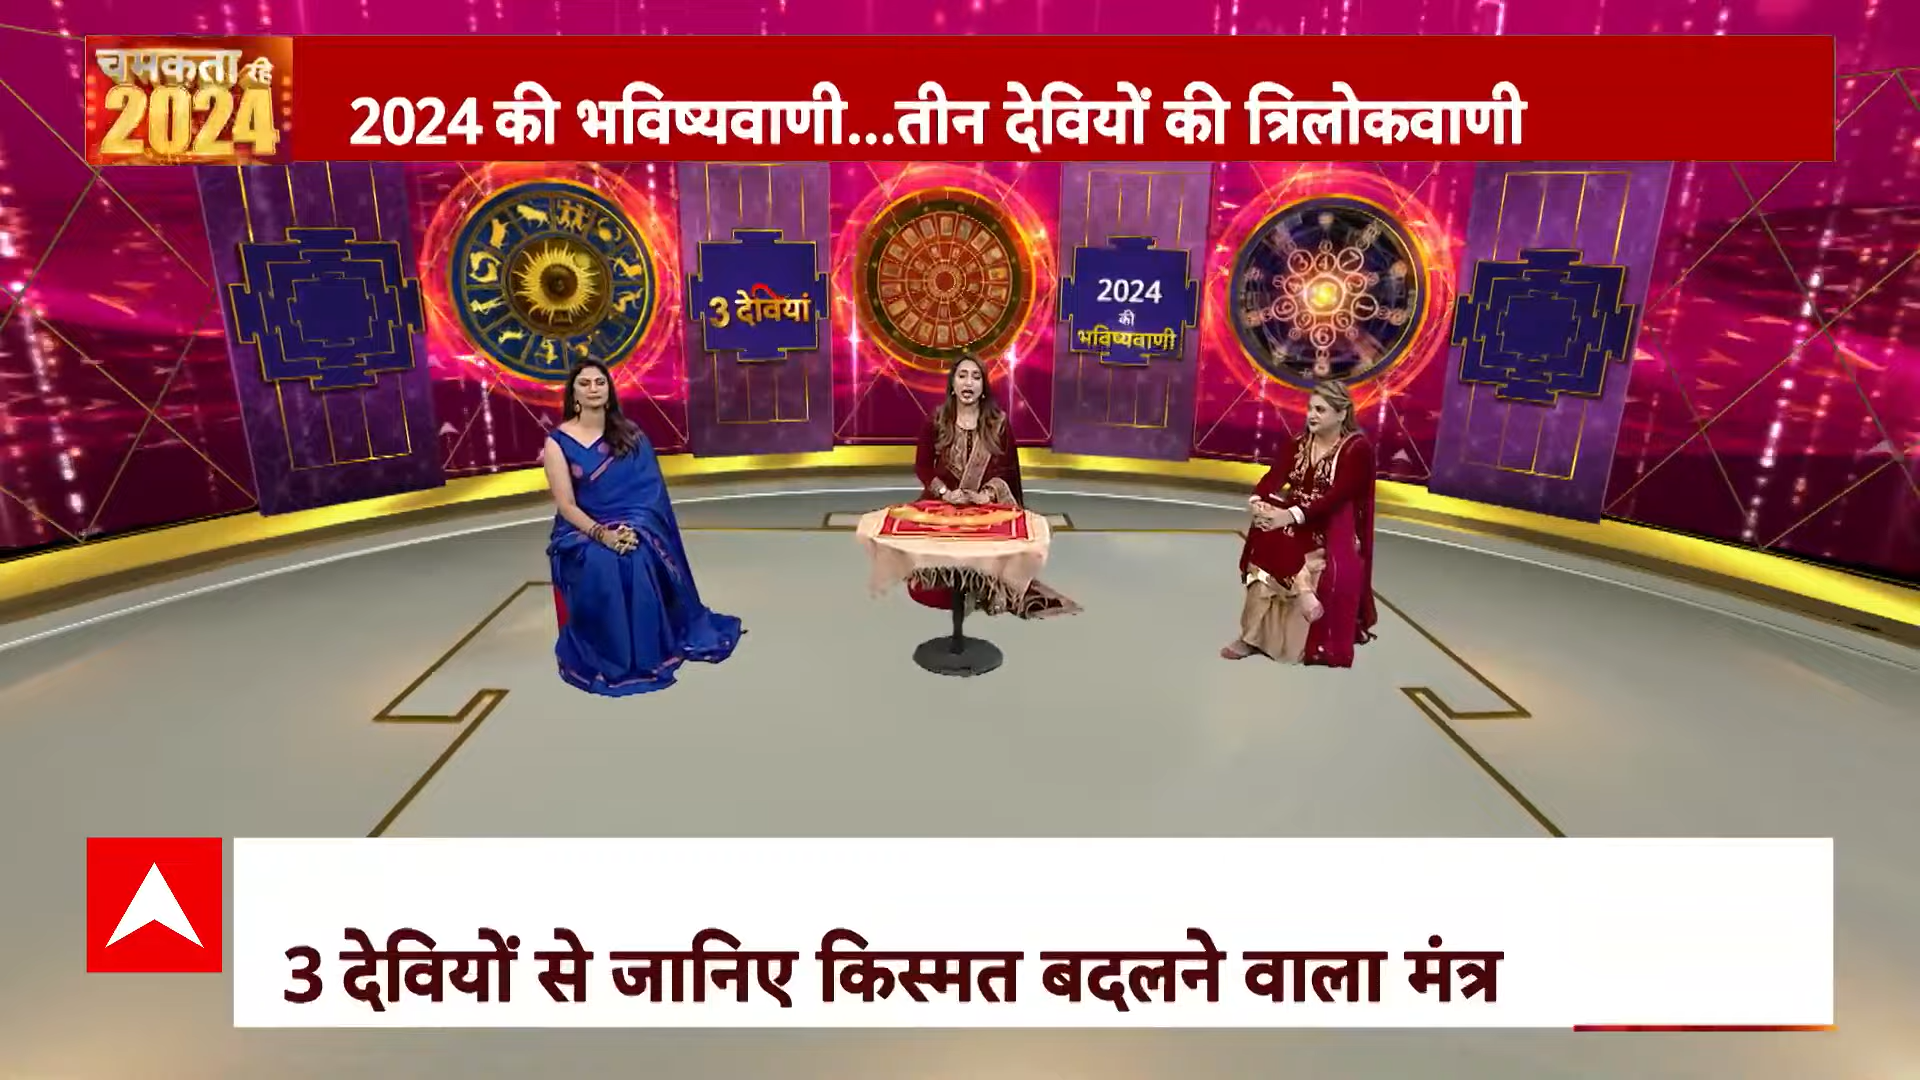 चमकता रहे
2024
2024 की भविष्यवाणी...तीन देवियों की त्रिलोकवाणी
3 देवियां
2024
की
भविष्यवाणी
3 देवियों से जानिए किस्मत बदलने वाला मंत्र